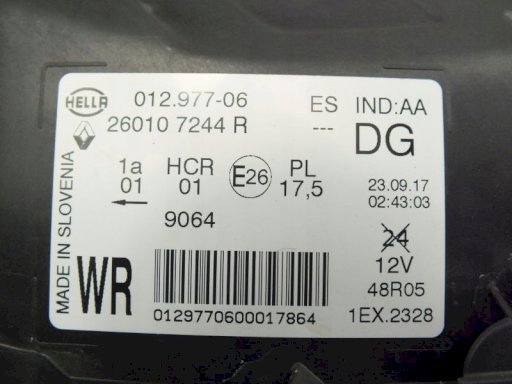 HELLA 012.977-06 ES IND:AA
26010 7244 R --- DG
1a HCR E26 PL 23.09.17
01 01 17,5 02:43:03
9064 24
12V
WR 48R05
0129770600017864 1EX.2328
MADE IN SLOVENIA